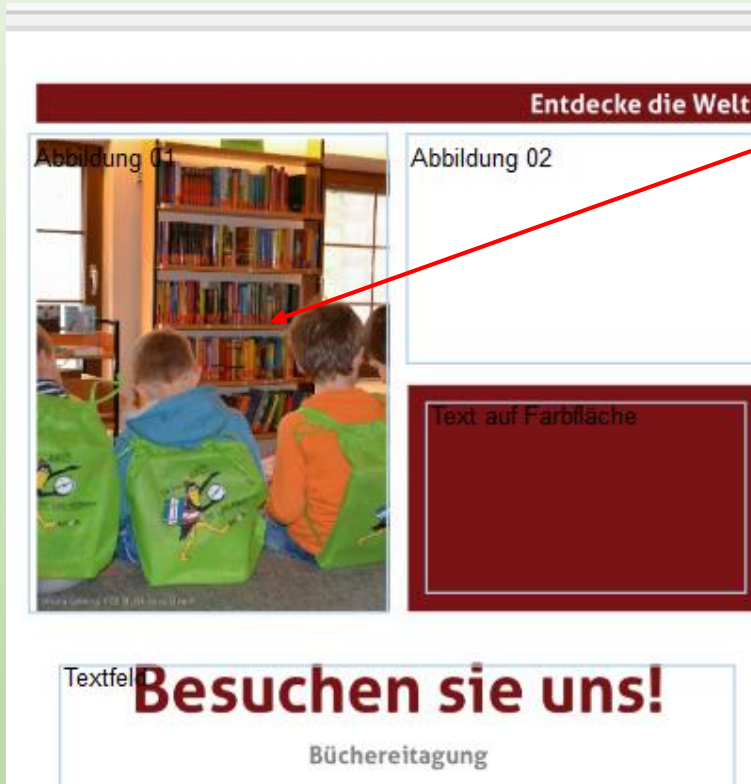 Entdecke die Welt
Abbildung 01
Abbildung 02
Text auf Farbfläche
Textfeld
Besuchen sie uns!
Büchereitagung